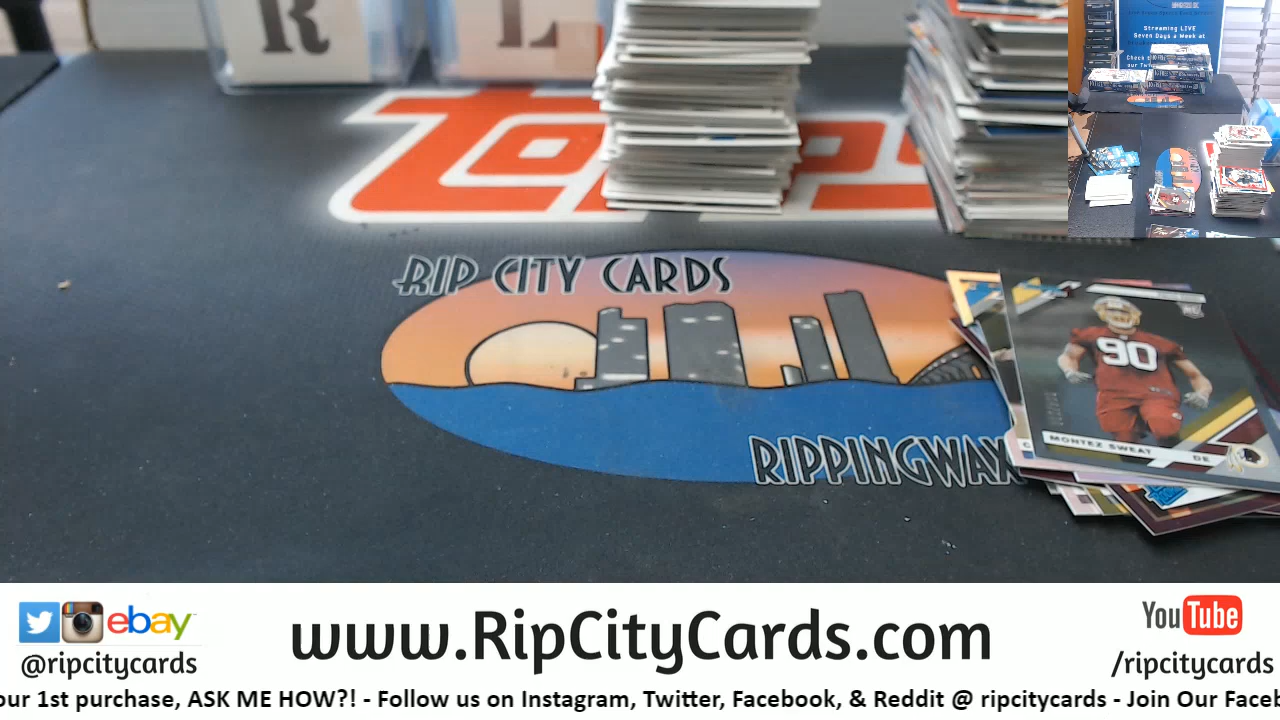 R L
Topps
Streaming LIVE
Seven Days a Week at
RIP CITY CARDS
RIPPINGWAX
90
RC
MONTEZ SWEAT DE
ebay
www.RipCityCards.com
YouTube
@ripcitycards
/ripcitycards
our 1st purchase, ASK ME HOW?! - Follow us on Instagram, Twitter, Facebook, & Reddit @ ripcitycards - Join Our Faceb